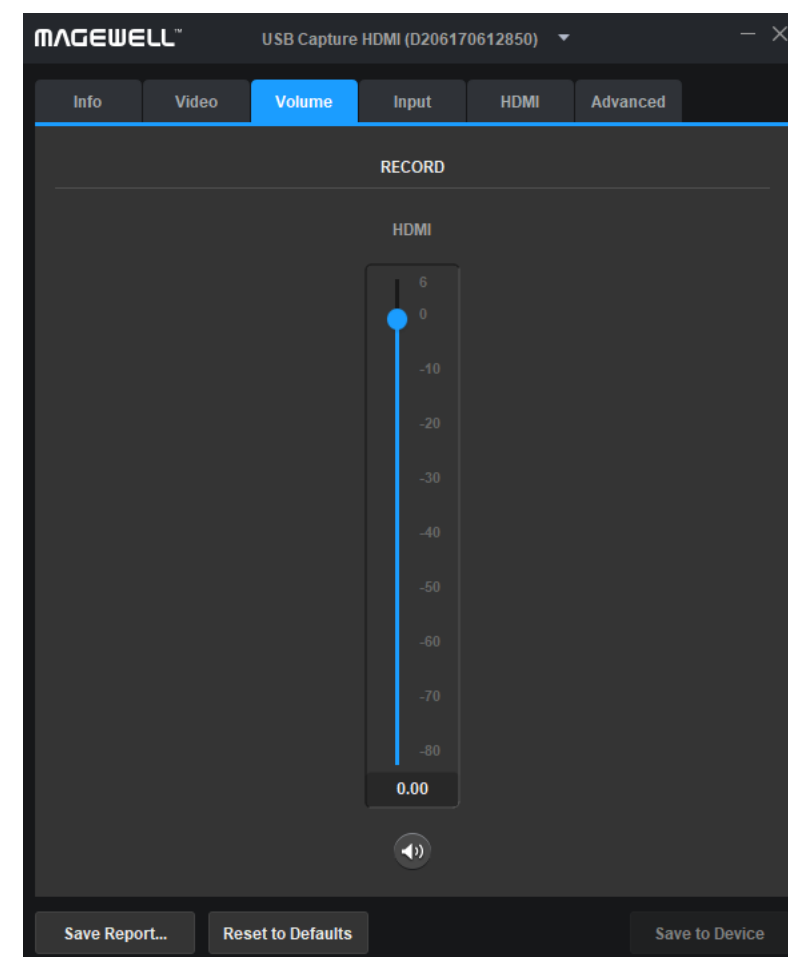 MAGEWELL™ USB Capture HDMI (D206170612850)
Info Video Volume Input HDMI Advanced
RECORD
HDMI
6
0
-10
-20
-30
-40
-50
-60
-70
-80
0.00
Save Report... Reset to Defaults Save to Device